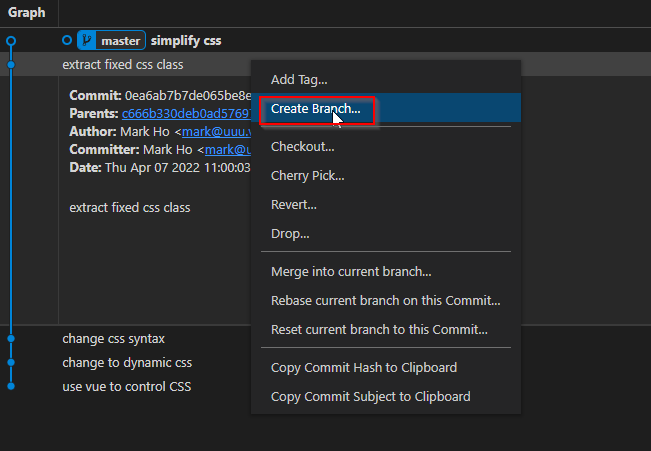 Graph
master simplify css
extract fixed css class
Commit: 0ea6ab7b7de065be8e
Parents: c666b330deb0ad5769
Author: Mark Ho <mark@uuu.
Committer: Mark Ho <mark@u
Date: Thu Apr 07 2022 11:00:03
extract fixed css class
Add Tag...
Create Branch...
Checkout...
Cherry Pick...
Revert...
Drop...
Merge into current branch...
Rebase current branch on this Commit...
Reset current branch to this Commit...
Copy Commit Hash to Clipboard
Copy Commit Subject to Clipboard
change css syntax
change to dynamic css
use vue to control CSS